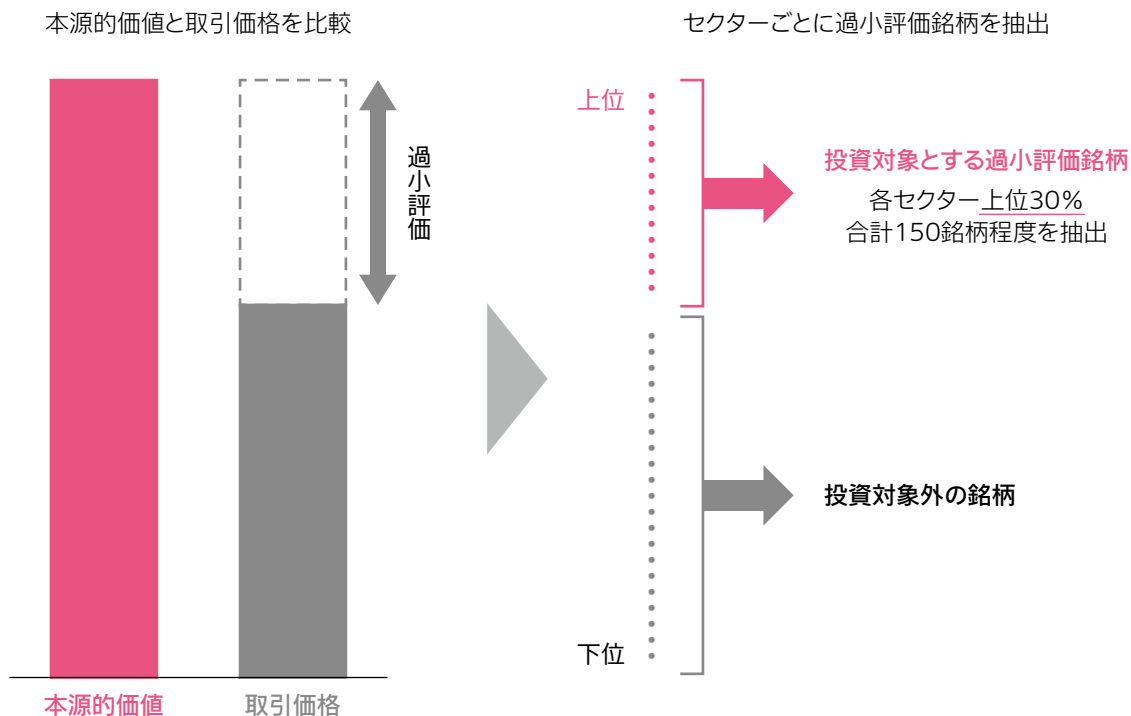 本源的価値と取引価格を比較
過小評価
本源的価値
取引価格
セクターごとに過小評価銘柄を抽出
上位
投資対象とする過小評価銘柄
各セクター上位30%
合計150銘柄程度を抽出
投資対象外の銘柄
下位